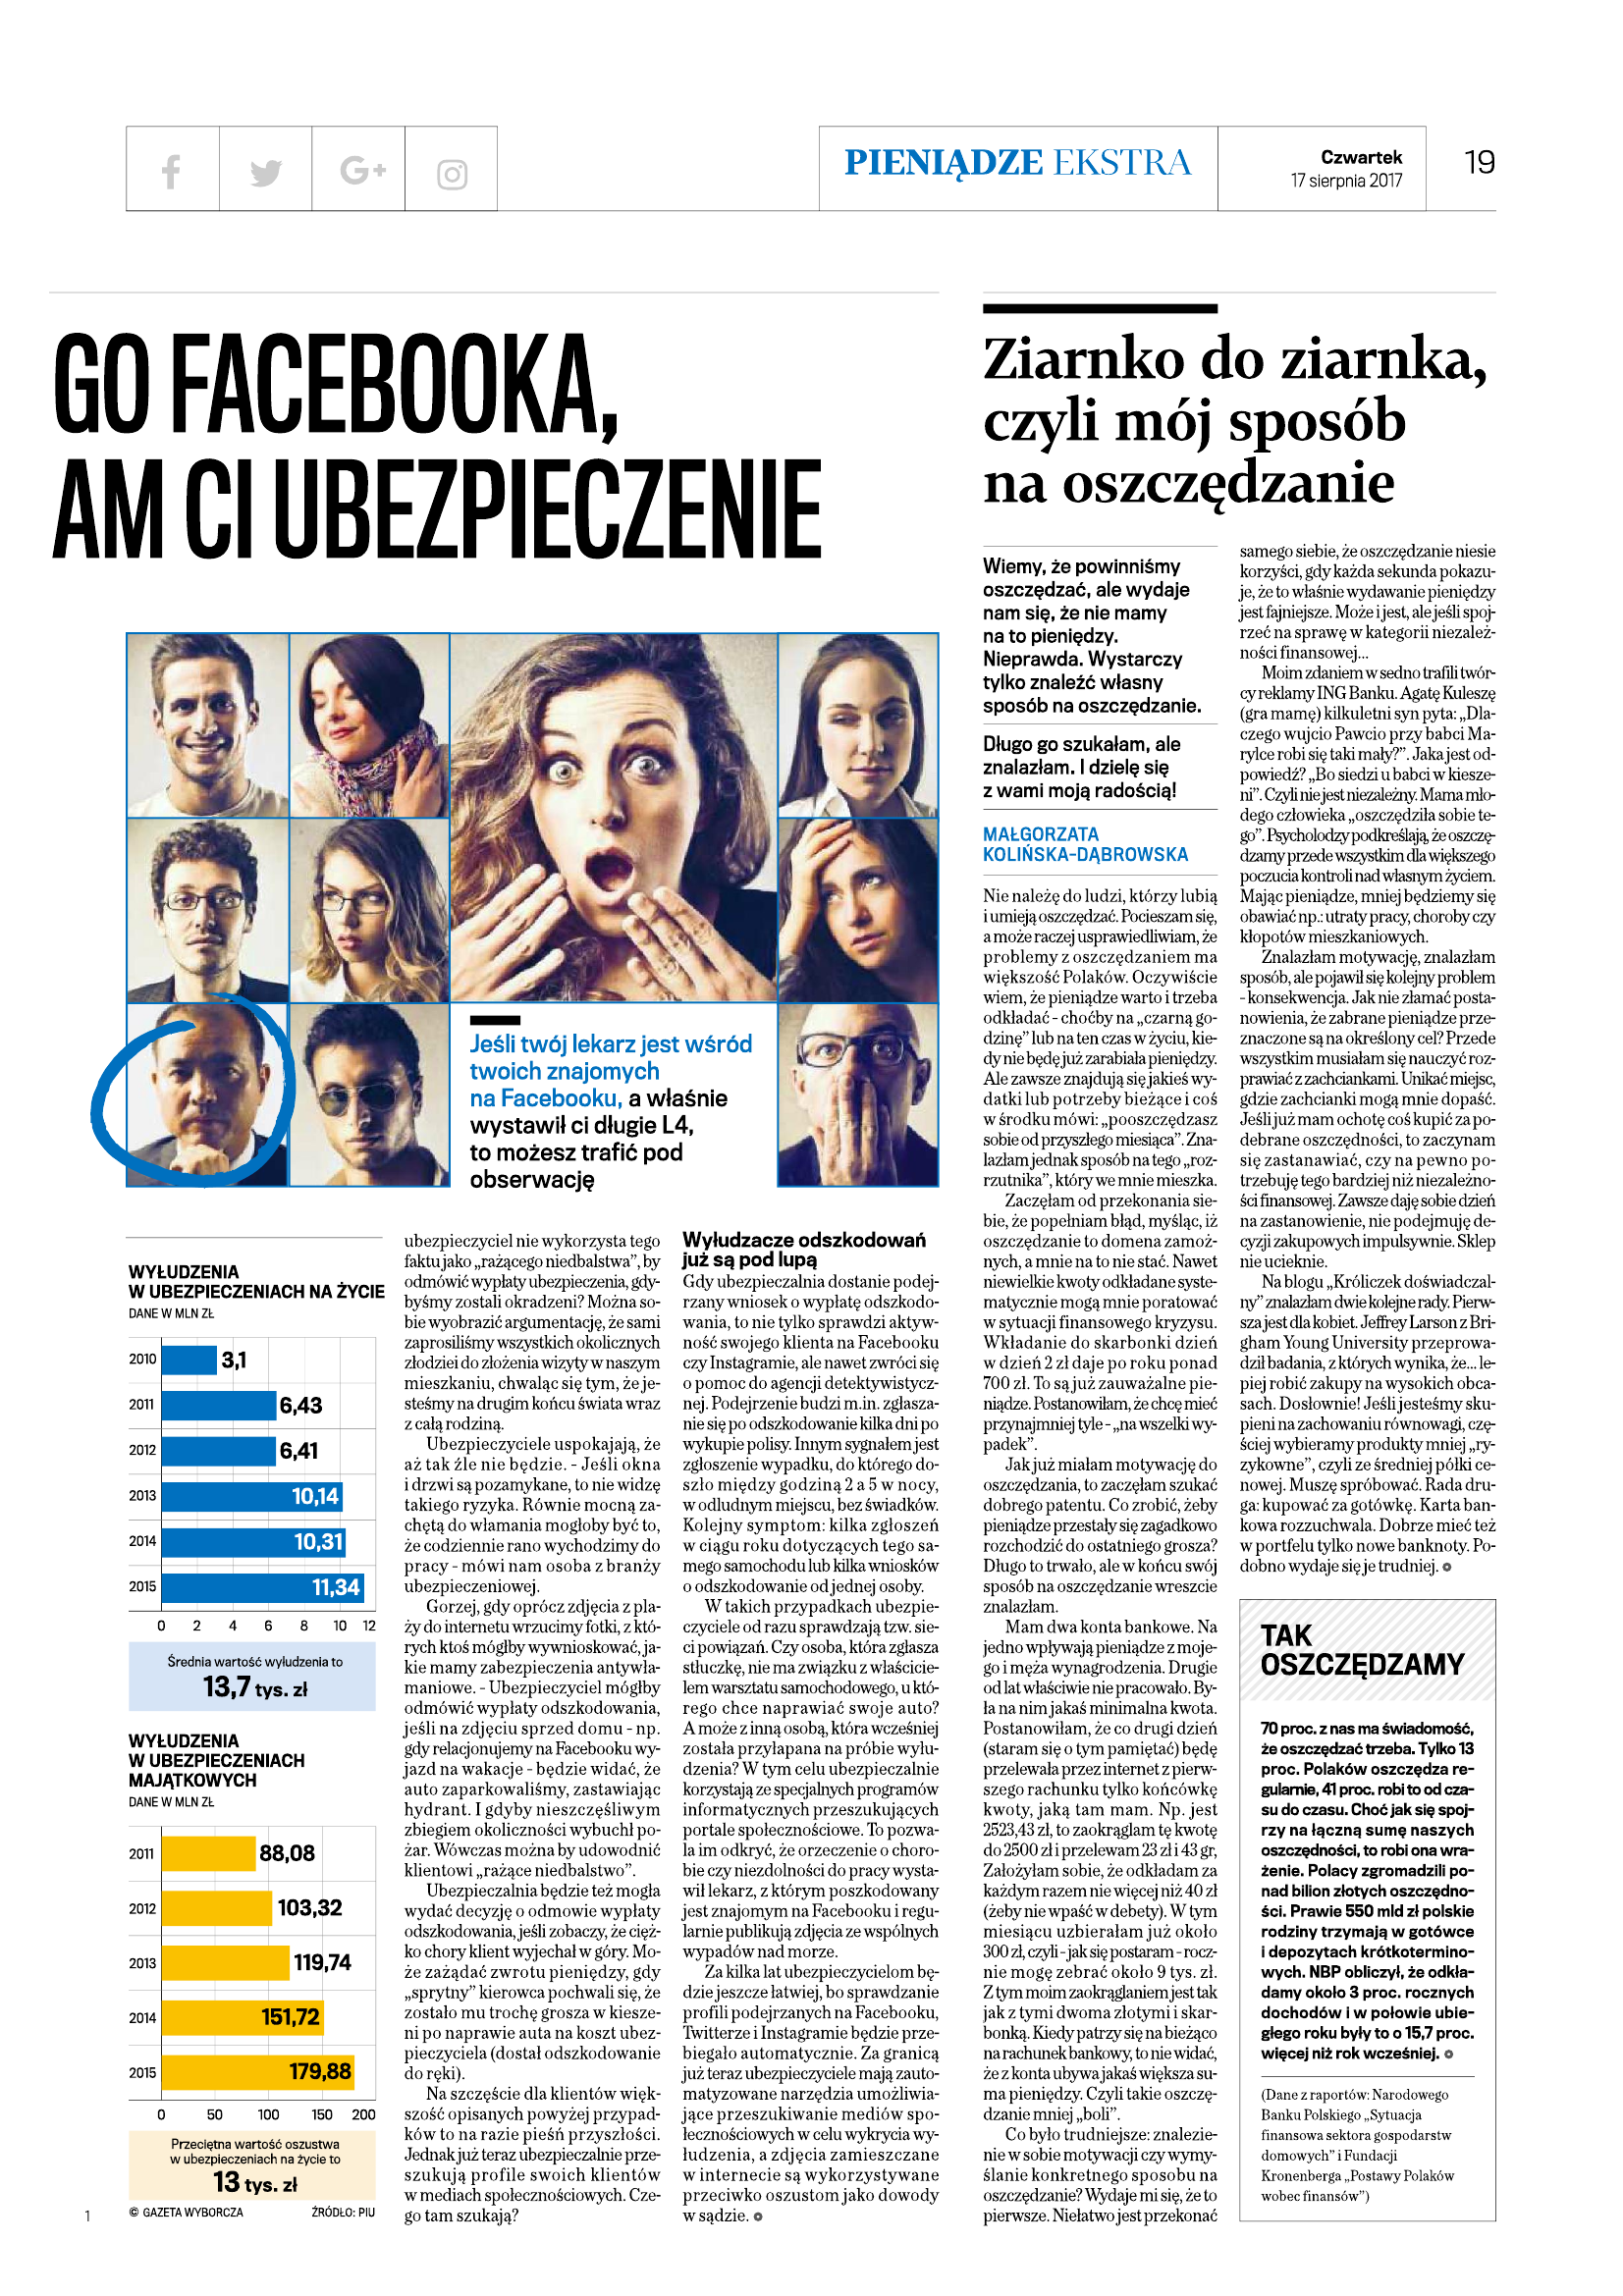 PIENIĄDZE EKSTRA
Czwartek
17 sierpnia 2017
19
GO FACEBOOKA,
AM CI UBEZPIECZENIE
Jeśli twój lekarz jest wśród
twoich znajomych
na Facebooku, a właśnie
wystawił ci długie L4,
to możesz trafić pod
obserwację
WYŁUDZENIA
W UBEZPIECZENIACH NA ŻYCIE
DANE W MLN ZŁ
2010 3,1
2011 6,43
2012 6,41
2013 10,14
2014 10,31
2015 11,34
0 2 4 6 8 10 12
Średnia wartość wyłudzenia to
13,7 tys. zł
WYŁUDZENIA
W UBEZPIECZENIACH
MAJĄTKOWYCH
DANE W MLN ZŁ
2011 88,08
2012 103,32
2013 119,74
2014 151,72
2015 179,88
0 50 100 150 200
Przeciętna wartość oszustwa
w ubezpieczeniach na życie to
13 tys. zł
© GAZETA WYBORCZA ŹRÓDŁO: PIU
1
ubezpieczyciel nie wykorzysta tego
faktu jako „rażącego niedbalstwa”, by
odmówić wypłaty ubezpieczenia, gdy-
byśmy zostali okradzeni? Można so-
bie wyobrazić argumentację, że sami
zaprosiliśmy wszystkich okolicznych
złodziei do złożenia wizyty w naszym
mieszkaniu, chwaląc się tym, że je-
steśmy na drugim końcu świata wraz
z całą rodziną.
Ubezpieczyciele uspokajają, że
aż tak źle nie będzie. - Jeśli okna
i drzwi są pozamykane, to nie widzę
takiego ryzyka. Równie mocną za-
chętą do włamania mogłoby być to,
że codziennie rano wychodzimy do
pracy - mówi nam osoba z branży
ubezpieczeniowej.
Gorzej, gdy oprócz zdjęcia z pla-
ży do internetu wrzucimy fotki, z któ-
rych ktoś mógłby wywnioskować, ja-
kie mamy zabezpieczenia antywła-
maniowe. - Ubezpieczyciel mógłby
odmówić wypłaty odszkodowania,
jeśli na zdjęciu sprzed domu - np.
gdy relacjonujemy na Facebooku wy-
jazd na wakacje - będzie widać, że
auto zaparkowaliśmy, zastawiając
hydrant. I gdyby nieszczęśliwym
zbiegiem okoliczności wybuchł po-
żar. Wówczas można by udowodnić
klientowi „rażące niedbalstwo”.
Ubezpieczalnia będzie też mogła
wydać decyzję o odmowie wypłaty
odszkodowania, jeśli zobaczy, że cięż-
ko chory klient wyjechał w góry. Mo-
że zażądać zwrotu pieniędzy, gdy
„sprytny” kierowca pochwali się, że
zostało mu trochę grosza w kiesze-
ni po naprawie auta na koszt ubez-
pieczyciela (dostał odszkodowanie
do ręki).
Na szczęście dla klientów więk-
szość opisanych powyżej przypad-
ków to na razie pieśń przyszłości.
Jednak już teraz ubezpieczalnie prze-
szukują profile swoich klientów
w mediach społecznościowych. Cze-
go tam szukają?
Wyłudzacze odszkodowań
już są pod lupą
Gdy ubezpieczalnia dostanie podej-
rzany wniosek o wypłatę odszkodo-
wania, to nie tylko sprawdzi aktyw-
ność swojego klienta na Facebooku
czy Instagramie, ale nawet zwróci się
o pomoc do agencji detektywistycz-
nej. Podejrzenie budzi m.in. zgłasza-
nie się po odszkodowanie kilka dni po
wykupie polisy. Innym sygnałem jest
zgłoszenie wypadku, do którego do-
szło między godziną 2 a 5 w nocy,
w odludnym miejscu, bez świadków.
Kolejny symptom: kilka zgłoszeń
w ciągu roku dotyczących tego sa-
mego samochodu lub kilka wniosków
o odszkodowanie od jednej osoby.
W takich przypadkach ubezpie-
czyciele od razu sprawdzają tzw. sie-
ci powiązań. Czy osoba, która zgłasza
stłuczkę, nie ma związku z właścicie-
lem warsztatu samochodowego, u któ-
rego chce naprawiać swoje auto?
A może z inną osobą, która wcześniej
została przyłapana na próbie wyłu-
dzenia? W tym celu ubezpieczalnie
korzystają ze specjalnych programów
informatycznych przeszukujących
portale społecznościowe. To pozwa-
la im odkryć, że orzeczenie o choro-
bie czy niezdolności do pracy wysta-
wił lekarz, z którym poszkodowany
jest znajomym na Facebooku i regu-
larnie publikują zdjęcia ze wspólnych
wypadów nad morze.
Za kilka lat ubezpieczycielom bę-
dzie jeszcze łatwiej, bo sprawdzanie
profili podejrzanych na Facebooku,
Twitterze i Instagramie będzie prze-
biegało automatycznie. Za granicą
już teraz ubezpieczyciele mają zauto-
matyzowane narzędzia umożliwia-
jące przeszukiwanie mediów spo-
łecznościowych w celu wykrycia wy-
łudzenia, a zdjęcia zamieszczane
w internecie są wykorzystywane
przeciwko oszustom jako dowody
w sądzie.
Ziarnko do ziarnka,
czyli mój sposób
na oszczędzanie
Wiemy, że powinniśmy
oszczędzać, ale wydaje
nam się, że nie mamy
na to pieniędzy.
Nieprawda. Wystarczy
tylko znaleźć własny
sposób na oszczędzanie.
Długo go szukałam, ale
znalazłam. I dzielę się
z wami moją radością!
MAŁGORZATA
KOLIŃSKA-DĄBROWSKA
Nie należę do ludzi, którzy lubią
i umieją oszczędzać. Pocieszam się,
a może raczej usprawiedliwiam, że
problemy z oszczędzaniem ma
większość Polaków. Oczywiście
wiem, że pieniądze warto i trzeba
odkładać - choćby na „czarną go-
dzinę” lub na ten czas w życiu, kie-
dy nie będę już zarabiała pieniędzy.
Ale zawsze znajdują się jakieś wy-
datki lub potrzeby bieżące i coś
w środku mówi: „pooszczędzasz
sobie od przyszłego miesiąca”. Zna-
lazłam jednak sposób na tego „roz-
rzutnika”, który we mnie mieszka.
Zaczęłam od przekonania sie-
bie, że popełniam błąd, myśląc, iż
oszczędzanie to domena zamoż-
nych, a mnie na to nie stać. Nawet
niewielkie kwoty odkładane syste-
matycznie mogą mnie poratować
w sytuacji finansowego kryzysu.
Wkładanie do skarbonki dzień
w dzień 2 zł daje po roku ponad
700 zł. To są już zauważalne pie-
niądze. Postanowiłam, że chcę mieć
przynajmniej tyle - „na wszelki wy-
padek”.
Jak już miałam motywację do
oszczędzania, to zaczęłam szukać
dobrego patentu. Co zrobić, żeby
pieniądze przestały się zagadkowo
rozchodzić do ostatniego grosza?
Długo to trwało, ale w końcu swój
sposób na oszczędzanie wreszcie
znalazłam.
Mam dwa konta bankowe. Na
jedno wpływają pieniądze z moje-
go i męża wynagrodzenia. Drugie
od lat właściwie nie pracowało. By-
ła na nim jakaś minimalna kwota.
Postanowiłam, że co drugi dzień
(staram się o tym pamiętać) będę
przelewała przez internet z pierw-
szego rachunku tylko końcówkę
kwoty, jaką tam mam. Np. jest
2523,43 zł, to zaokrąglam tę kwotę
do 2500 zł i przelewam 23 zł i 43 gr,
Założyłam sobie, że odkładam za
każdym razem nie więcej niż 40 zł
(żeby nie wpaść w debety). W tym
miesiącu uzbierałam już około
300 zł, czyli - jak się postaram - rocz-
nie mogę zebrać około 9 tys. zł.
Z tym moim zaokrąglaniem jest tak
jak z tymi dwoma złotymi i skar-
bonką. Kiedy patrzy się na bieżąco
na rachunek bankowy, to nie widać,
że z konta ubywa jakaś większa su-
ma pieniędzy. Czyli takie oszczę-
dzanie mniej „boli”.
Co było trudniejsze: znalezie-
nie w sobie motywacji czy wymy-
ślanie konkretnego sposobu na
oszczędzanie? Wydaje mi się, że to
pierwsze. Niełatwo jest przekonać
samego siebie, że oszczędzanie niesie
korzyści, gdy każda sekunda pokazu-
je, że to właśnie wydawanie pieniędzy
jest fajniejsze. Może i jest, ale jeśli spoj-
rzeć na sprawę w kategorii niezależ-
ności finansowej...
Moim zdaniem w sedno trafili twór-
cy reklamy ING Banku. Agatę Kuleszę
(gra mamę) kilkuletni syn pyta: „Dla-
czego wujcio Pawcio przy babci Ma-
rylce robi się taki mały?”. Jaka jest od-
powiedź? „Bo siedzi u babci w kiesze-
ni”. Czyli nie jest niezależny. Mama mło-
dego człowieka „oszczędziła sobie te-
go”. Psycholodzy podkreślają, że oszczę-
dzamy przede wszystkim dla większego
poczucia kontroli nad własnym życiem.
Mając pieniądze, mniej będziemy się
obawiać np.: utraty pracy, choroby czy
kłopotów mieszkaniowych.
Znalazłam motywację, znalazłam
sposób, ale pojawił się kolejny problem
- konsekwencja. Jak nie złamać posta-
nowienia, że zabrane pieniądze prze-
znaczone są na określony cel? Przede
wszystkim musiałam się nauczyć roz-
prawiać z zachciankami. Unikać miejsc,
gdzie zachcianki mogą mnie dopaść.
Jeśli już mam ochotę coś kupić za po-
debrane oszczędności, to zaczynam
się zastanawiać, czy na pewno po-
trzebuję tego bardziej niż niezależno-
ści finansowej. Zawsze daję sobie dzień
na zastanowienie, nie podejmuję de-
cyzji zakupowych impulsywnie. Sklep
nie ucieknie.
Na blogu „Króliczek doświadczal-
ny” znalazłam dwie kolejne rady. Pierw-
sza jest dla kobiet. Jeffrey Larson z Bri-
gham Young University przeprowa-
dził badania, z których wynika, że... le-
piej robić zakupy na wysokich obca-
sach. Dosłownie! Jeśli jesteśmy sku-
pieni na zachowaniu równowagi, czę-
ściej wybieramy produkty mniej „ry-
zykowne”, czyli ze średniej półki ce-
nowej. Muszę spróbować. Rada dru-
ga: kupować za gotówkę. Karta ban-
kowa rozzuchwala. Dobrze mieć też
w portfelu tylko nowe banknoty. Po-
dobno wydaje się je trudniej.
TAK
OSZCZĘDZAMY
70 proc. z nas ma świadomość,
że oszczędzać trzeba. Tylko 13
proc. Polaków oszczędza re-
gularnie, 41 proc. robi to od cza-
su do czasu. Choć jak się spoj-
rzy na łączną sumę naszych
oszczędności, to robi ona wra-
żenie. Polacy zgromadzili po-
nad bilion złotych oszczędno-
ści. Prawie 550 mld zł polskie
rodziny trzymają w gotówce
i depozytach krótkotermino-
wych. NBP obliczył, że odkła-
damy około 3 proc. rocznych
dochodów i w połowie ubie-
głego roku były to o 15,7 proc.
więcej niż rok wcześniej.
(Dane z raportów: Narodowego
Banku Polskiego „Sytuacja
finansowa sektora gospodarstw
domowych” i Fundacji
Kronenberga „Postawy Polaków
wobec finansów”)